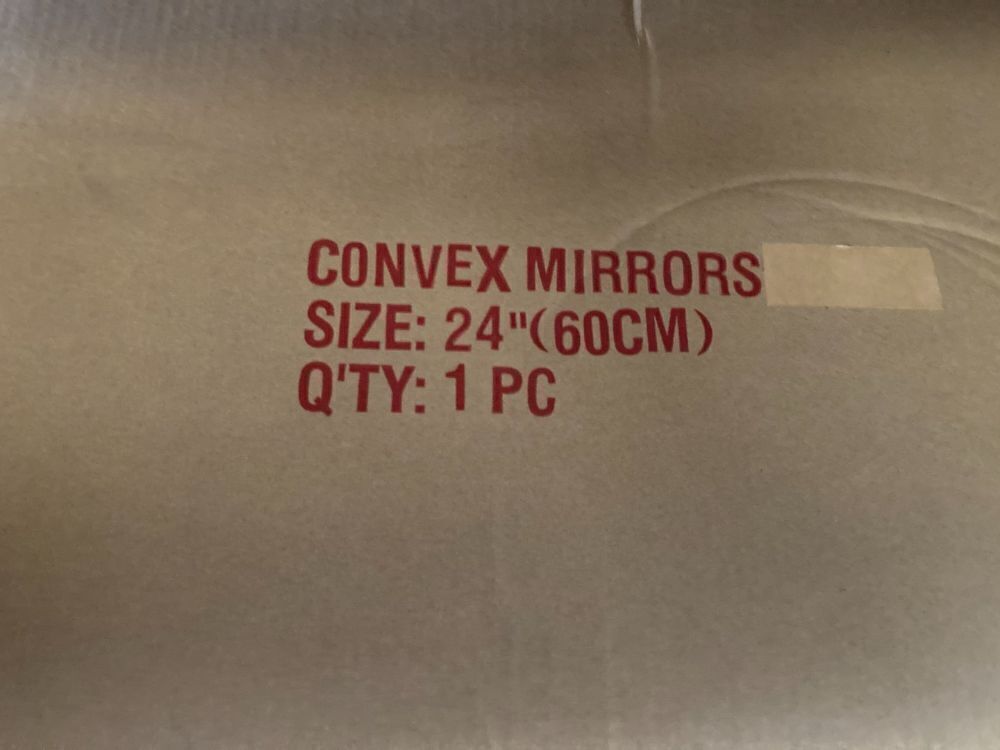 CONVEX MIRRORS
SIZE: 24"(60CM)
Q'TY: 1 PC